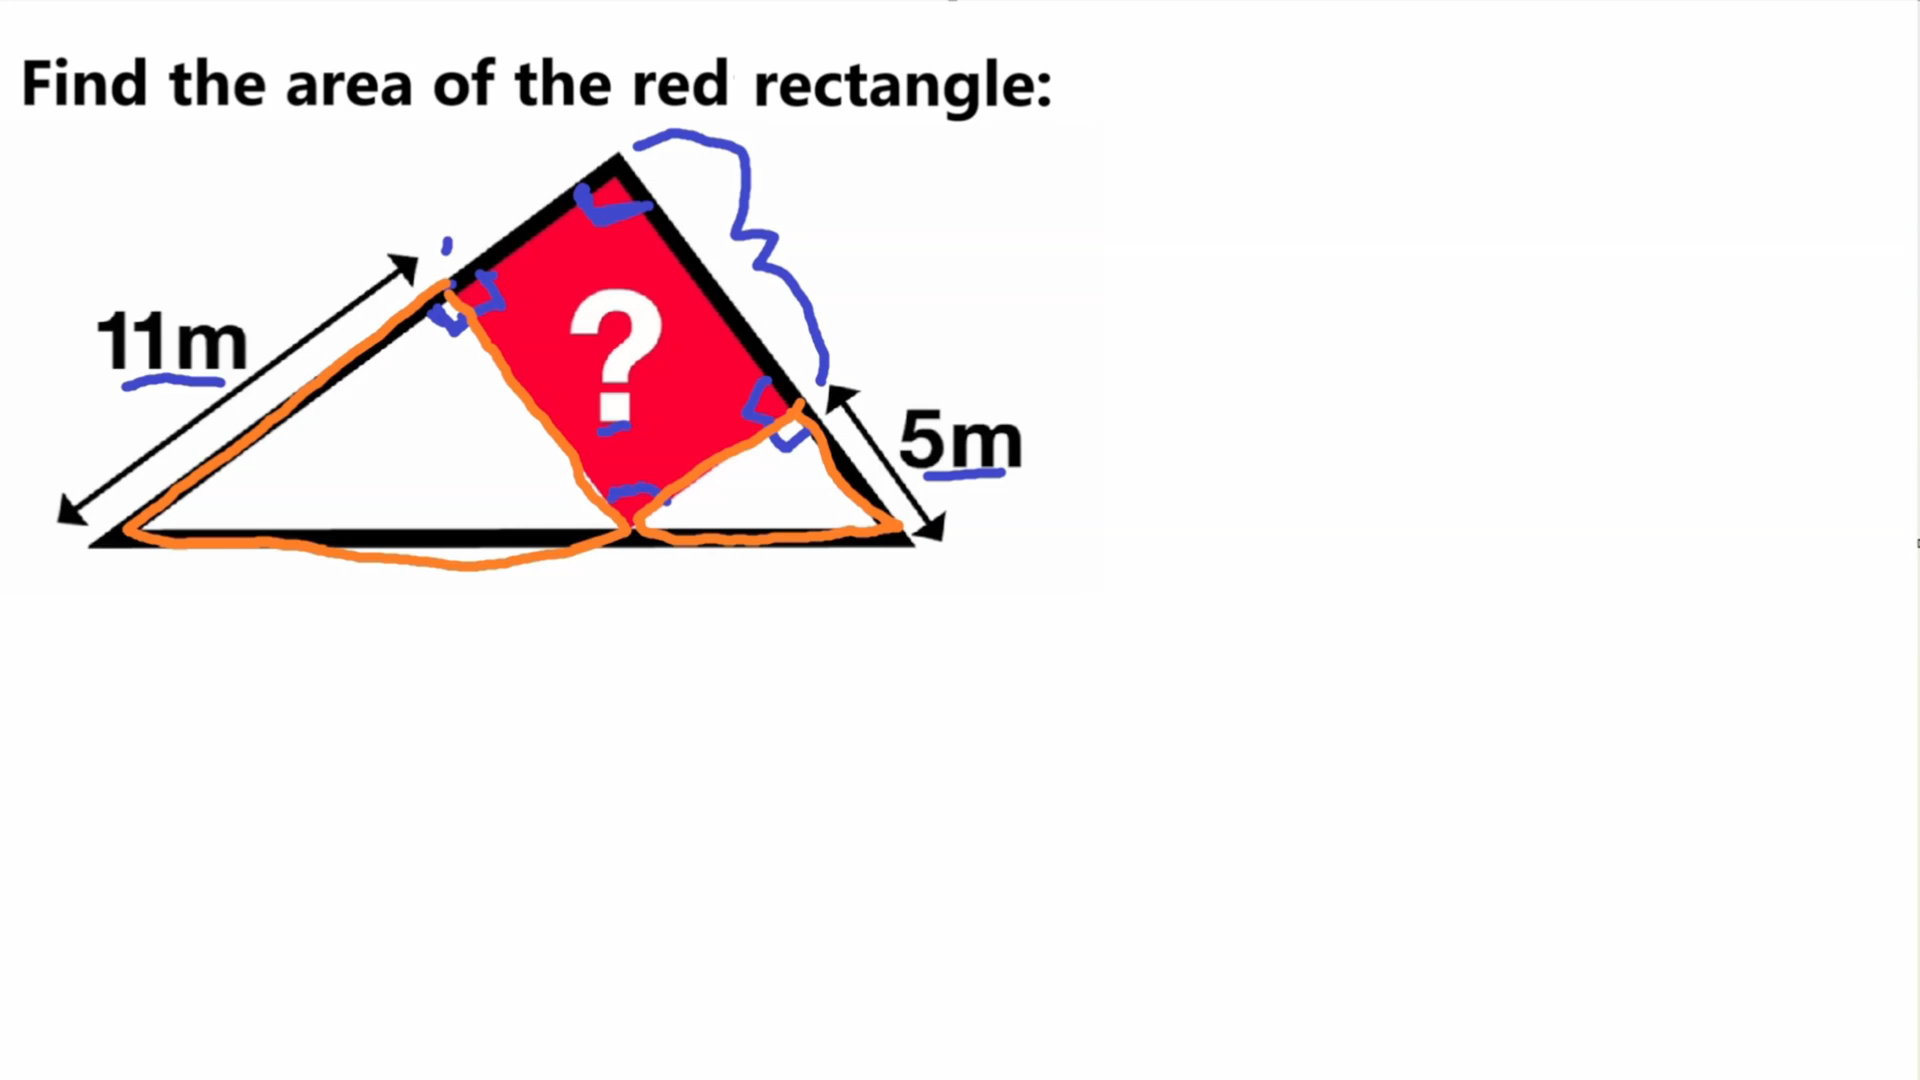 Find the area of the red rectangle:
11m
?
5m